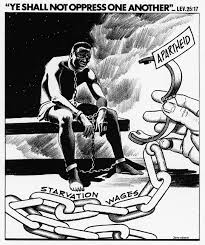 "YE SHALL NOT OPPRESS ONE ANOTHER"... LEV. 25:17
APARTHEID
STARVATION WAGES